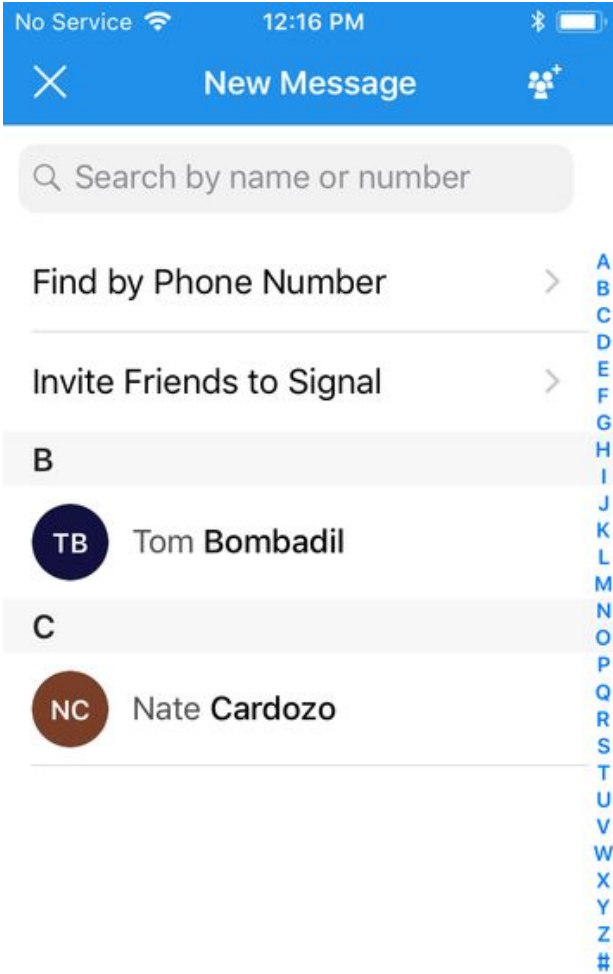 No Service 12:16 PM
New Message
Search by name or number
Find by Phone Number
Invite Friends to Signal
B
TB Tom Bombadil
C
NC Nate Cardozo
A
B
C
D
E
F
G
H
I
J
K
L
M
N
O
P
Q
R
S
T
U
V
W
X
Y
Z
#